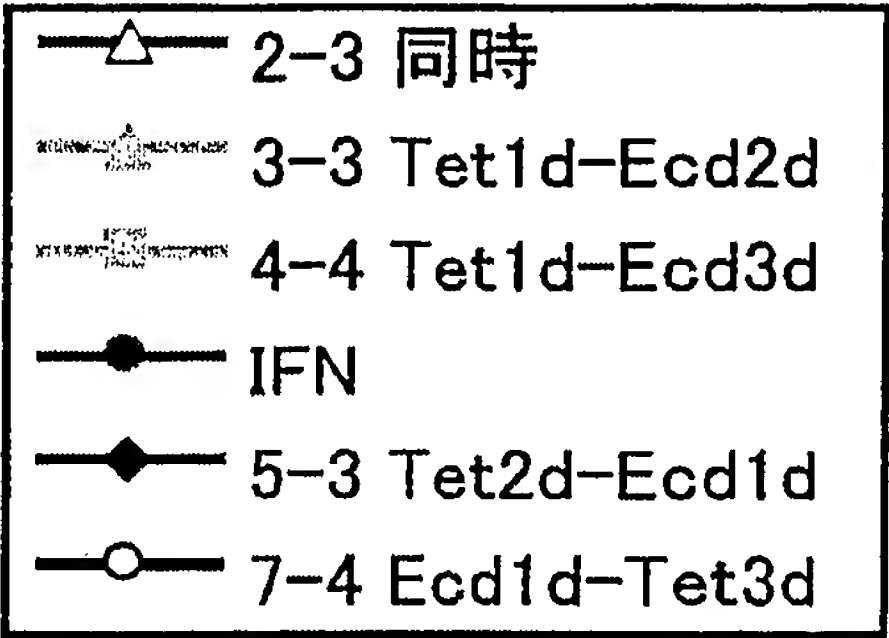 2-3 同時
3-3 Tet1d-Ecd2d
4-4 Tet1d-Ecd3d
IFN
5-3 Tet2d-Ecd1d
7-4 Ecd1d-Tet3d